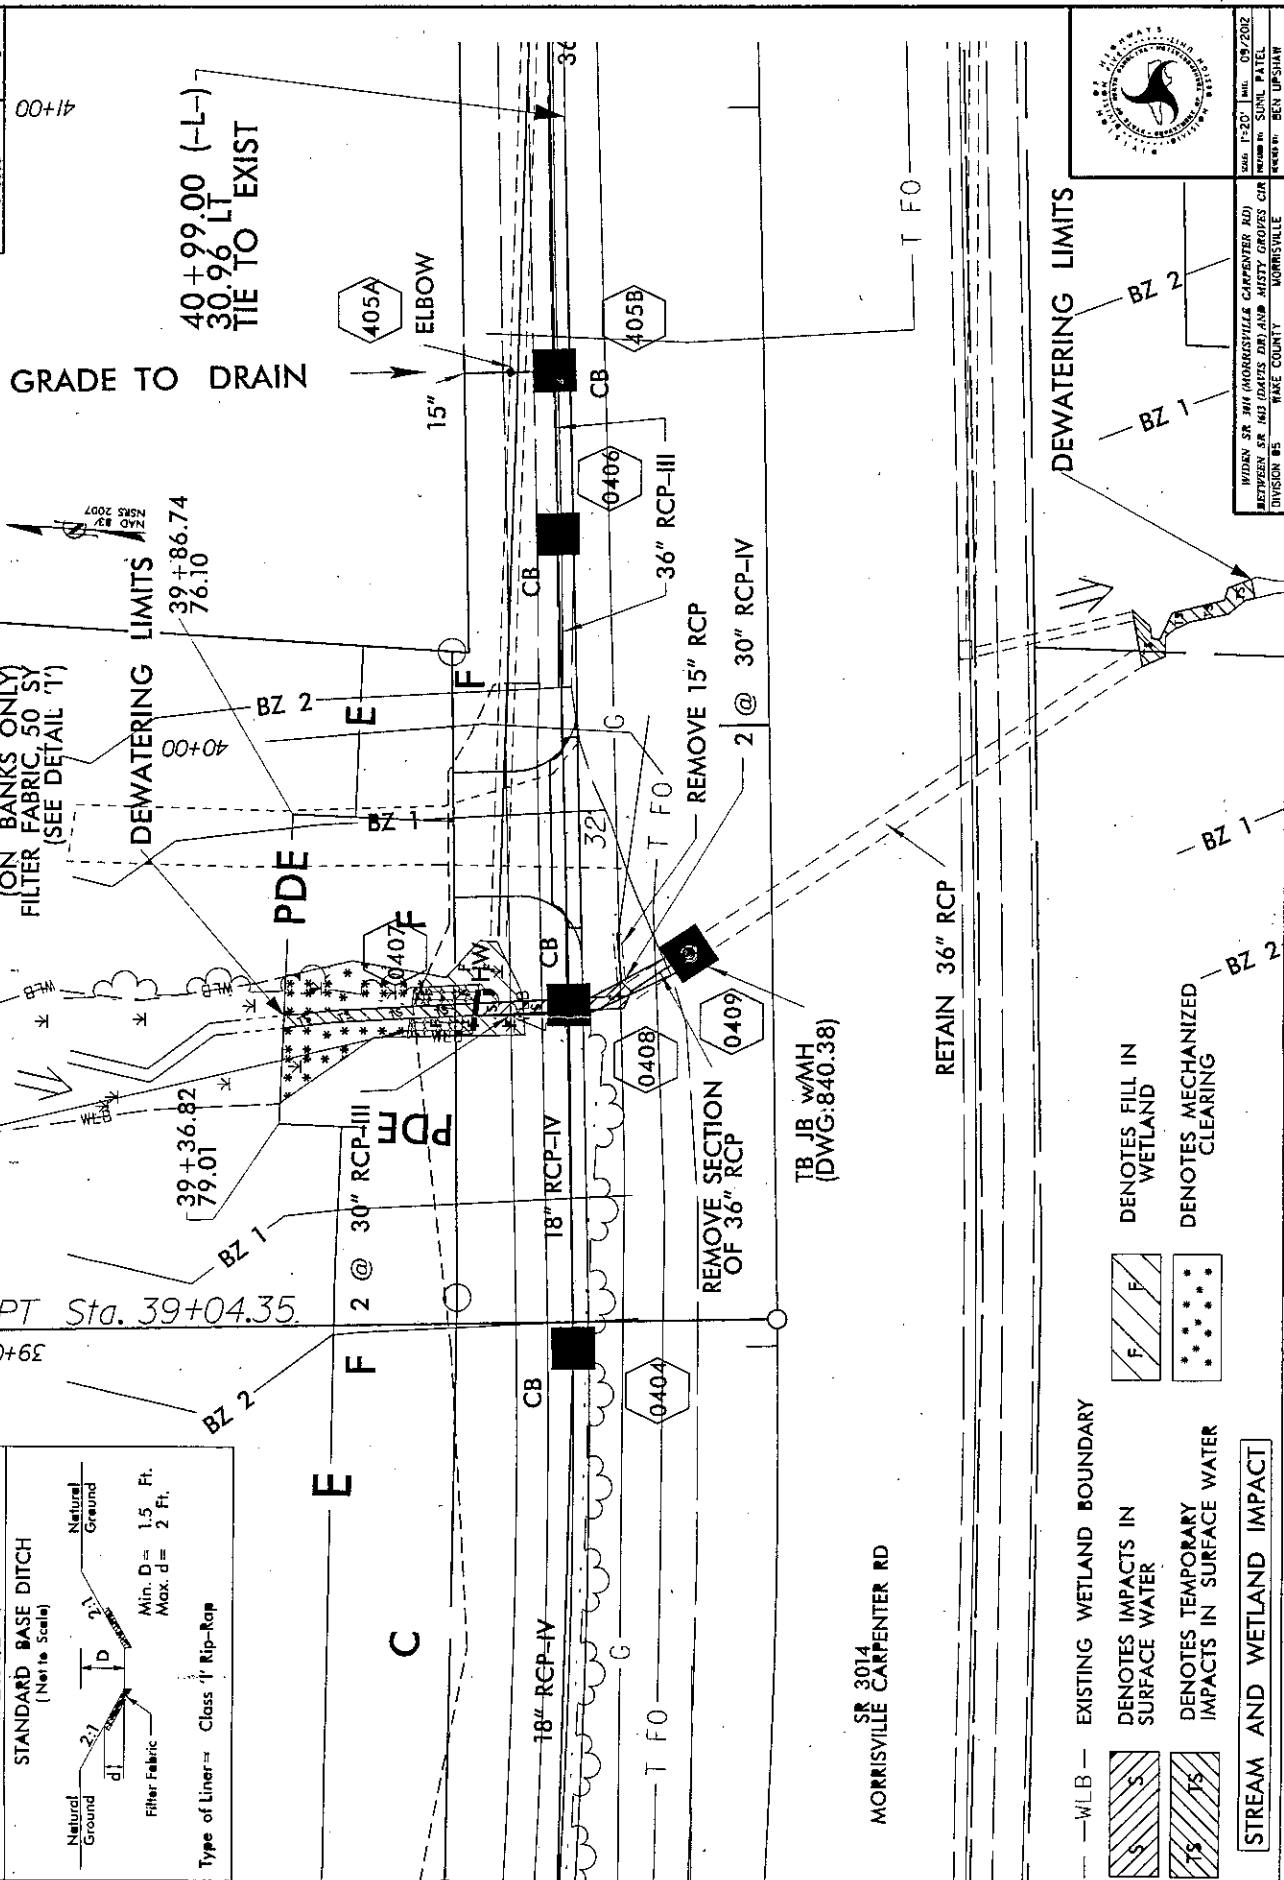 STANDARD BASE DITCH
(Not to Scale)
Natural
Ground
Natural
Ground
2:1
2:1
D
d
Filter Fabric
Min. D= 1.5 Ft.
Max. d= 2 Ft.
Type of Liner= Class 'I' Rip-Rap
PT Sta. 39+04.35
(ON BANKS ONLY)
FILTER FABRIC, 50 SY
(SEE DETAIL 'I')
DEWATERING LIMITS
39+86.74
76.10
39+36.82
79.01
NAD 83/
NSRS 2007
40+00
41+00
GRADE TO DRAIN
40+99.00 (-L-)
30.96 LT
TIE TO EXIST
405A
ELBOW
15"
405B
CB
0406
CB
36" RCP-III
36
PDE
PDE
E
E
F
F
F
C
BZ 2
BZ 1
BZ 1
BZ 2
WLB
WLB
WLB
0407
HW
CB
2 @ 30" RCP-III
18" RCP-IV
18" RCP-IV
CB
0404
0408
0409
G
G
32
T FO
T FO
T FO
REMOVE 15" RCP
2 @ 30" RCP-IV
REMOVE SECTION
OF 36" RCP
TB JB w/MH
(DWG:840.38)
RETAIN 36" RCP
SR 3014
MORRISVILLE CARPENTER RD
DEWATERING LIMITS
BZ 1
BZ 2
BZ 1
BZ 2
WLB EXISTING WETLAND BOUNDARY
S S
DENOTES IMPACTS IN
SURFACE WATER
TS TS
DENOTES TEMPORARY
IMPACTS IN SURFACE WATER
F F
DENOTES FILL IN
WETLAND
DENOTES MECHANIZED
CLEARING
STREAM AND WETLAND IMPACT
WIDEN SR 3014 (MORRISVILLE CARPENTER RD)
BETWEEN SR 1613 (DAVIS DR) AND MISTY GROVES CIR
DIVISION #5 WAKE COUNTY MORRISVILLE
SCALE: 1"=20' 09/2012
SUNIL PATEL
BEN UPSHAW